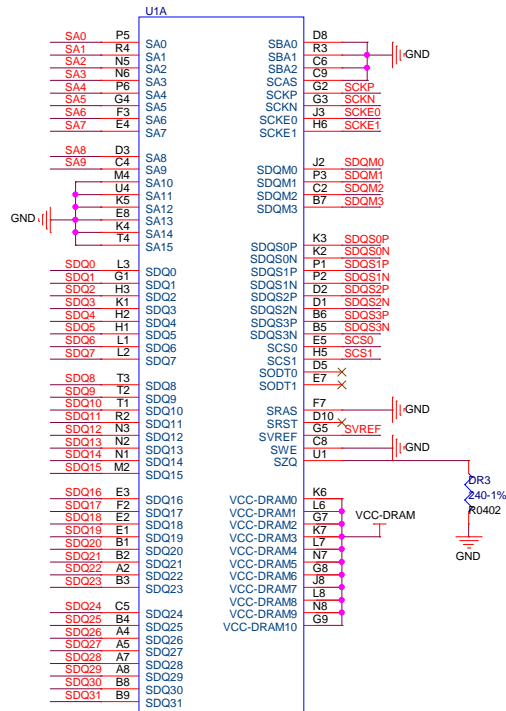 U1A
SA0 P5 SA0
SA1 R4 SA1
SA2 N5 SA2
SA3 N6 SA3
SA4 P6 SA4
SA5 G4 SA5
SA6 F3 SA6
SA7 E4 SA7
SA8 D3 SA8
SA9 C4 SA9
M4 SA10
U4 SA11
K5 SA12
GND E8 SA13
K4 SA14
T4 SA15
SDQ0 L3 SDQ0
SDQ1 G1 SDQ1
SDQ2 H3 SDQ2
SDQ3 K1 SDQ3
SDQ4 H2 SDQ4
SDQ5 H1 SDQ5
SDQ6 L1 SDQ6
SDQ7 L2 SDQ7
SDQ8 T3 SDQ8
SDQ9 T2 SDQ9
SDQ10 T1 SDQ10
SDQ11 R2 SDQ11
SDQ12 N3 SDQ12
SDQ13 N2 SDQ13
SDQ14 N1 SDQ14
SDQ15 M2 SDQ15
SDQ16 E3 SDQ16
SDQ17 F2 SDQ17
SDQ18 E2 SDQ18
SDQ19 E1 SDQ19
SDQ20 B1 SDQ20
SDQ21 B2 SDQ21
SDQ22 A2 SDQ22
SDQ23 B3 SDQ23
SDQ24 C5 SDQ24
SDQ25 B4 SDQ25
SDQ26 A4 SDQ26
SDQ27 A5 SDQ27
SDQ28 A7 SDQ28
SDQ29 A8 SDQ29
SDQ30 B8 SDQ30
SDQ31 B9 SDQ31
SBA0 D8
SBA1 R3 GND
SBA2 C6
SCAS C9
SCKP G2 SCKP
SCKN G3 SCKN
SCKE0 J3 SCKE0
SCKE1 H6 SCKE1
SDQM0 J2 SDQM0
SDQM1 P3 SDQM1
SDQM2 C2 SDQM2
SDQM3 B7 SDQM3
SDQS0P K3 SDQS0P
SDQS0N K2 SDQS0N
SDQS1P P1 SDQS1P
SDQS1N P2 SDQS1N
SDQS2P D2 SDQS2P
SDQS2N D1 SDQS2N
SDQS3P B6 SDQS3P
SDQS3N B5 SDQS3N
SCS0 E5 SCS0
SCS1 H5 SCS1
SODT0 D5
SODT1 E7
SRAS F7 GND
SRST D10
SVREF G5 SVREF
SWE C8 GND
SZQ U1
DR3
240-1%
R0402
GND
VCC-DRAM0 K6
VCC-DRAM1 L6
VCC-DRAM2 G7
VCC-DRAM3 K7 VCC-DRAM
VCC-DRAM4 L7
VCC-DRAM5 N7
VCC-DRAM6 G8
VCC-DRAM7 J8
VCC-DRAM8 L8
VCC-DRAM9 N8
VCC-DRAM10 G9